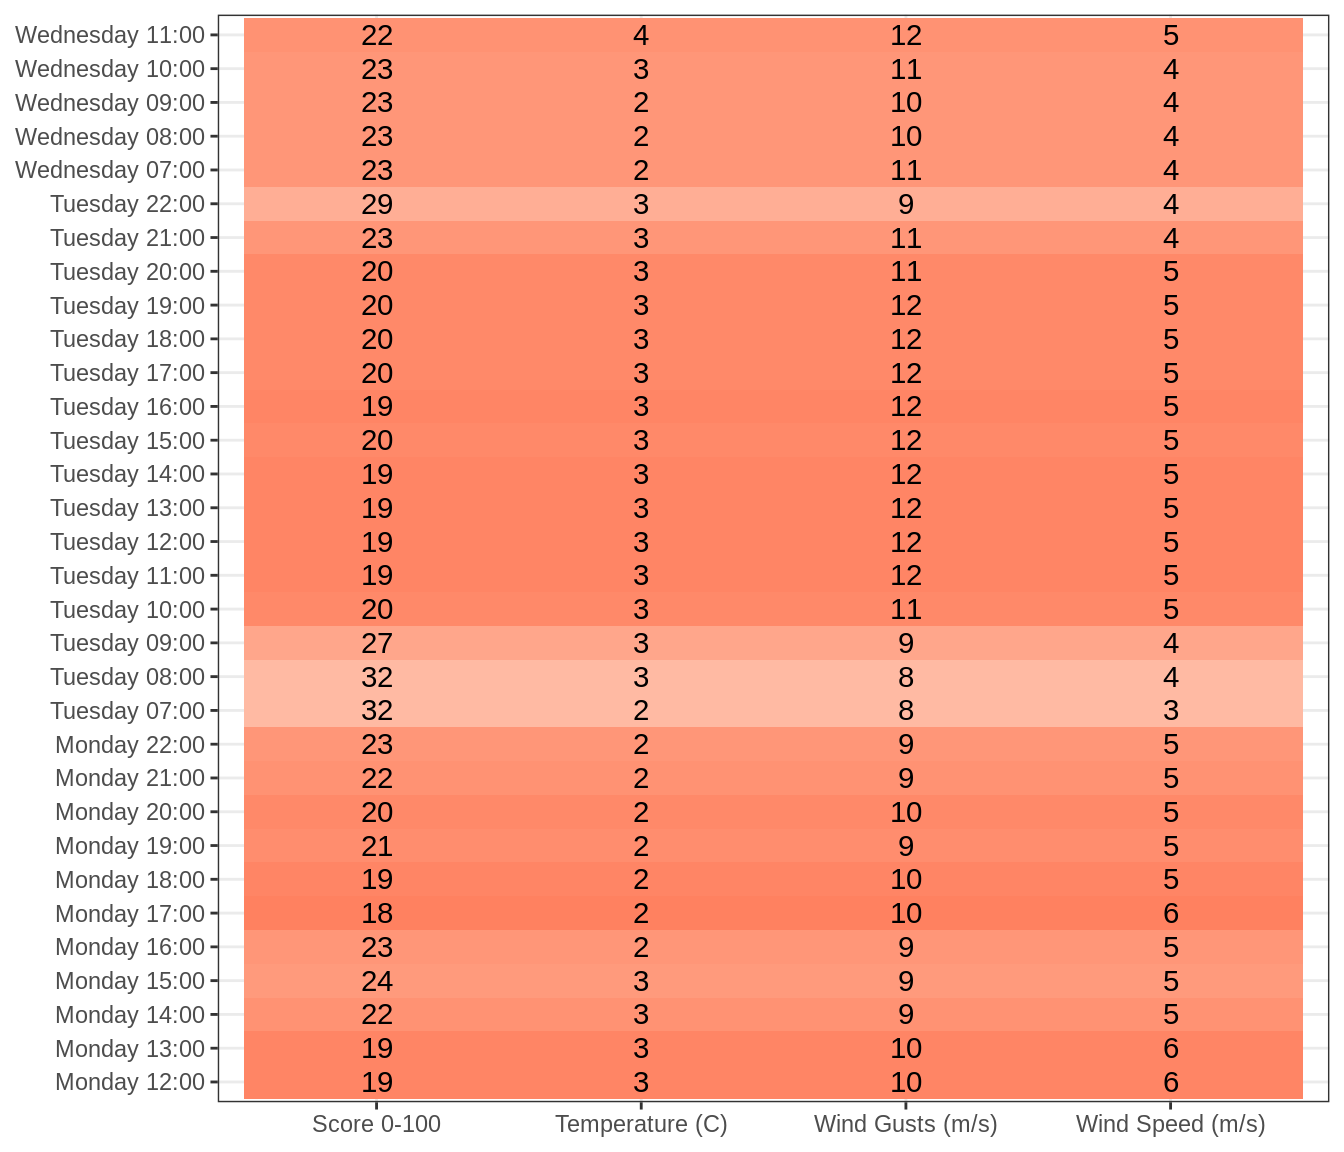 Wednesday 11:00 22 4 12 5
Wednesday 10:00 23 3 11 4
Wednesday 09:00 23 2 10 4
Wednesday 08:00 23 2 10 4
Wednesday 07:00 23 2 11 4
Tuesday 22:00 29 3 9 4
Tuesday 21:00 23 3 11 4
Tuesday 20:00 20 3 11 5
Tuesday 19:00 20 3 12 5
Tuesday 18:00 20 3 12 5
Tuesday 17:00 20 3 12 5
Tuesday 16:00 19 3 12 5
Tuesday 15:00 20 3 12 5
Tuesday 14:00 19 3 12 5
Tuesday 13:00 19 3 12 5
Tuesday 12:00 19 3 12 5
Tuesday 11:00 19 3 12 5
Tuesday 10:00 20 3 11 5
Tuesday 09:00 27 3 9 4
Tuesday 08:00 32 3 8 4
Tuesday 07:00 32 2 8 3
Monday 22:00 23 2 9 5
Monday 21:00 22 2 9 5
Monday 20:00 20 2 10 5
Monday 19:00 21 2 9 5
Monday 18:00 19 2 10 5
Monday 17:00 18 2 10 6
Monday 16:00 23 2 9 5
Monday 15:00 24 3 9 5
Monday 14:00 22 3 9 5
Monday 13:00 19 3 10 6
Monday 12:00 19 3 10 6
Score 0-100 Temperature (C) Wind Gusts (m/s) Wind Speed (m/s)